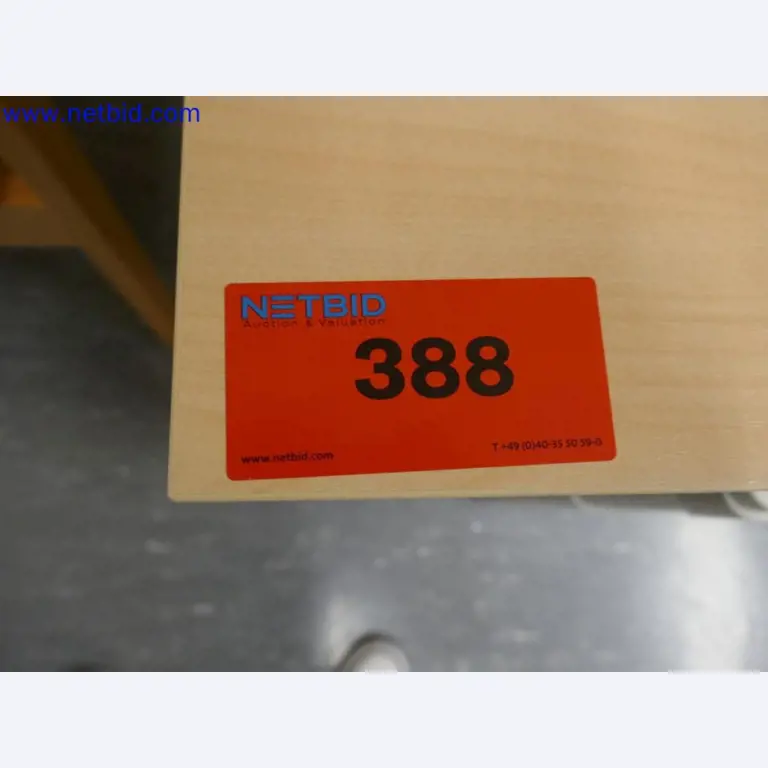 www.netbid.com
NETBID
Auction & Valuation
388
www.netbid.com
T +49 (0)40-35 50 59-0